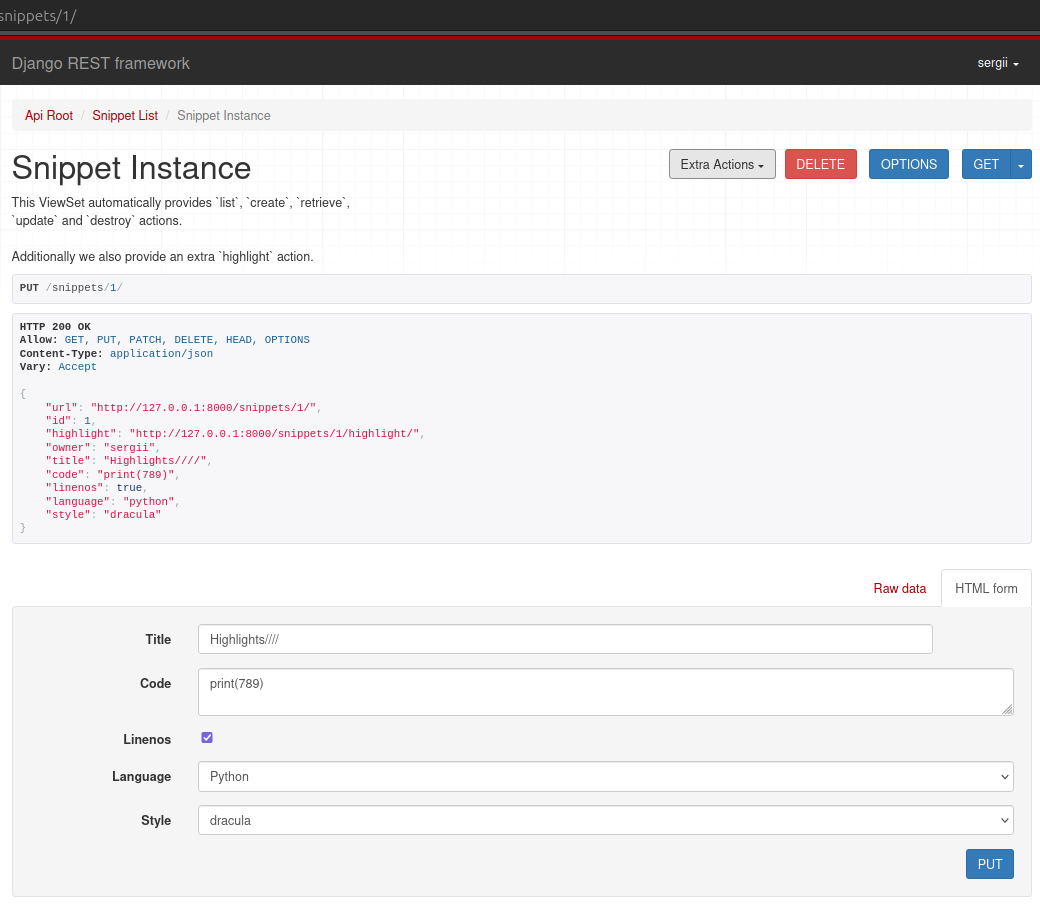 snippets/1/
Django REST framework
sergii
Api Root / Snippet List / Snippet Instance
Snippet Instance
Extra Actions
DELETE
OPTIONS
GET
This ViewSet automatically provides `list`, `create`, `retrieve`,
`update` and `destroy` actions.
Additionally we also provide an extra `highlight` action.
PUT /snippets/1/
HTTP 200 OK
Allow: GET, PUT, PATCH, DELETE, HEAD, OPTIONS
Content-Type: application/json
Vary: Accept
{
    "url": "http://127.0.0.1:8000/snippets/1/",
    "id": 1,
    "highlight": "http://127.0.0.1:8000/snippets/1/highlight/",
    "owner": "sergii",
    "title": "Highlights////",
    "code": "print(789)",
    "linenos": true,
    "language": "python",
    "style": "dracula"
}
Raw data
HTML form
Title
Highlights////
Code
print(789)
Linenos
Language
Python
Style
dracula
PUT